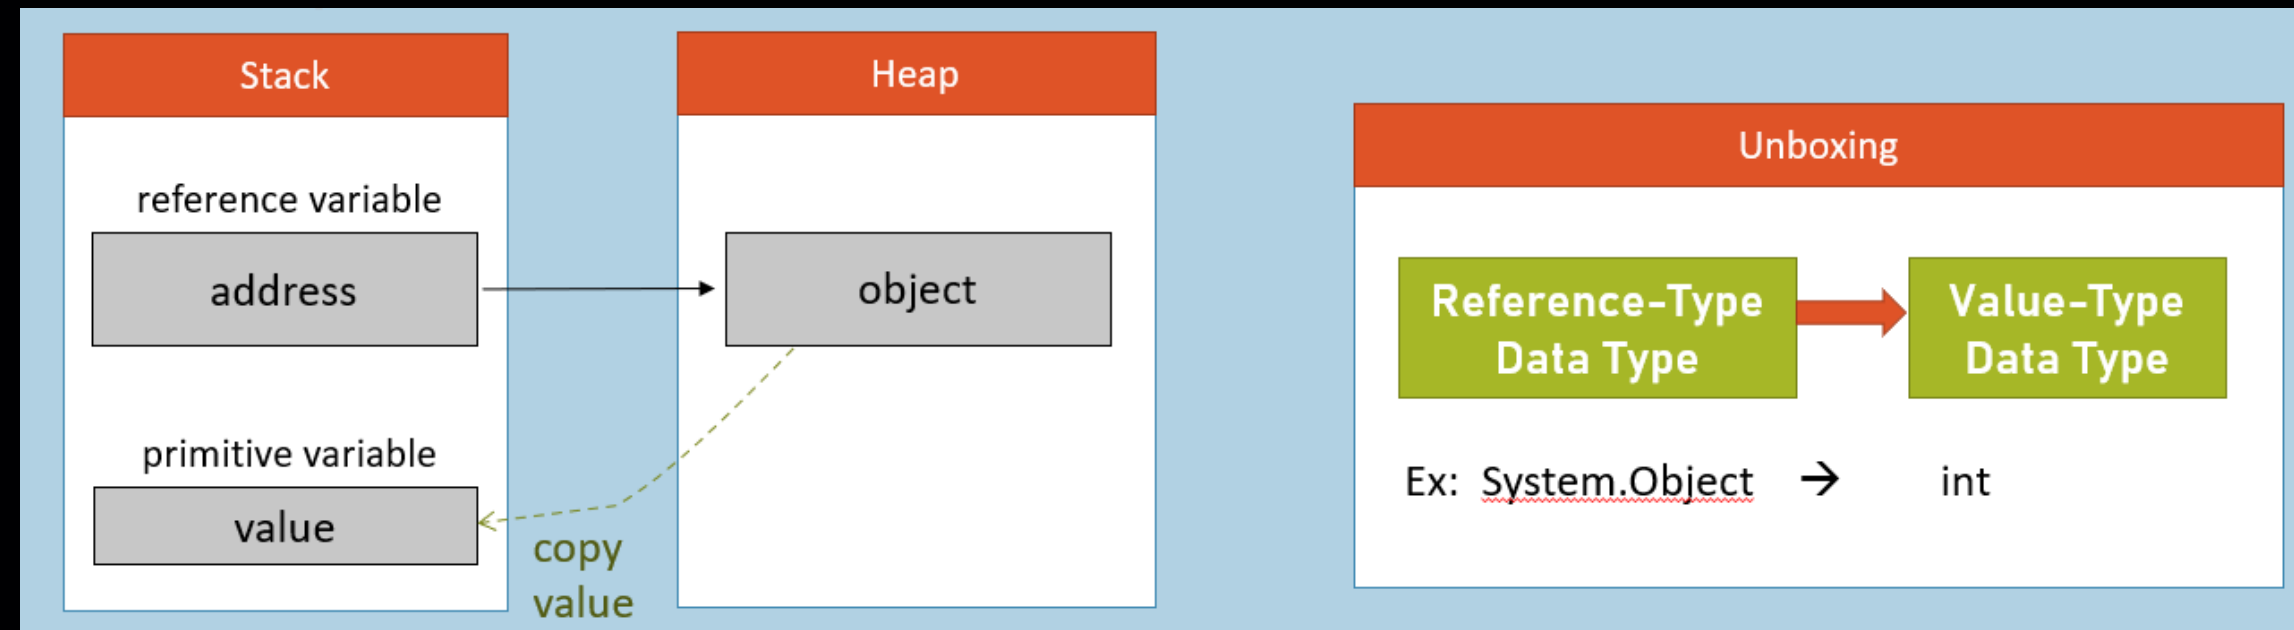 Stack
reference variable
address
primitive variable
value
copy
value
Heap
object
Unboxing
Reference-Type
Data Type
Value-Type
Data Type
Ex: System.Object → int